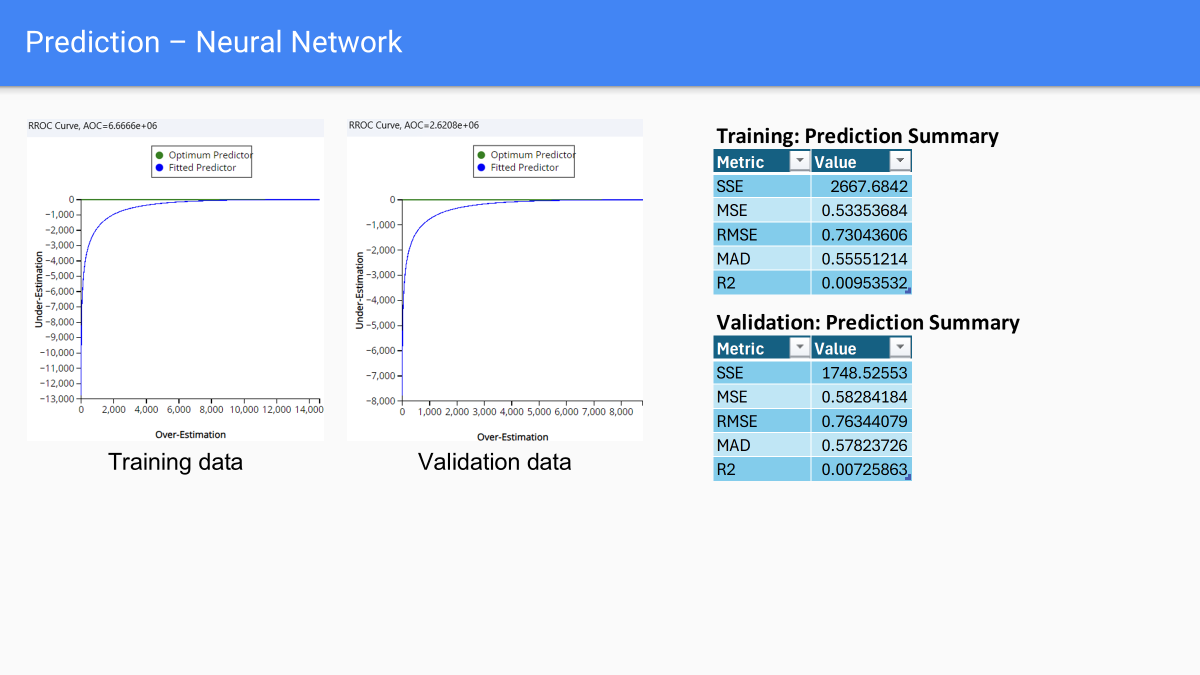 Prediction – Neural Network
RROC Curve, AOC=6.6666e+06
Optimum Predictor
Fitted Predictor
Under-Estimation
0
−1,000
−2,000
−3,000
−4,000
−5,000
−6,000
−7,000
−8,000
−9,000
−10,000
−11,000
−12,000
−13,000
0 2,000 4,000 6,000 8,000 10,000 12,000 14,000
Over-Estimation
Training data
RROC Curve, AOC=2.6208e+06
Optimum Predictor
Fitted Predictor
Under-Estimation
0
−1,000
−2,000
−3,000
−4,000
−5,000
−6,000
−7,000
−8,000
0 1,000 2,000 3,000 4,000 5,000 6,000 7,000 8,000
Over-Estimation
Validation data
Training: Prediction Summary
Metric Value
SSE 2667.6842
MSE 0.53353684
RMSE 0.73043606
MAD 0.55551214
R2 0.00953532
Validation: Prediction Summary
Metric Value
SSE 1748.52553
MSE 0.58284184
RMSE 0.76344079
MAD 0.57823726
R2 0.00725863